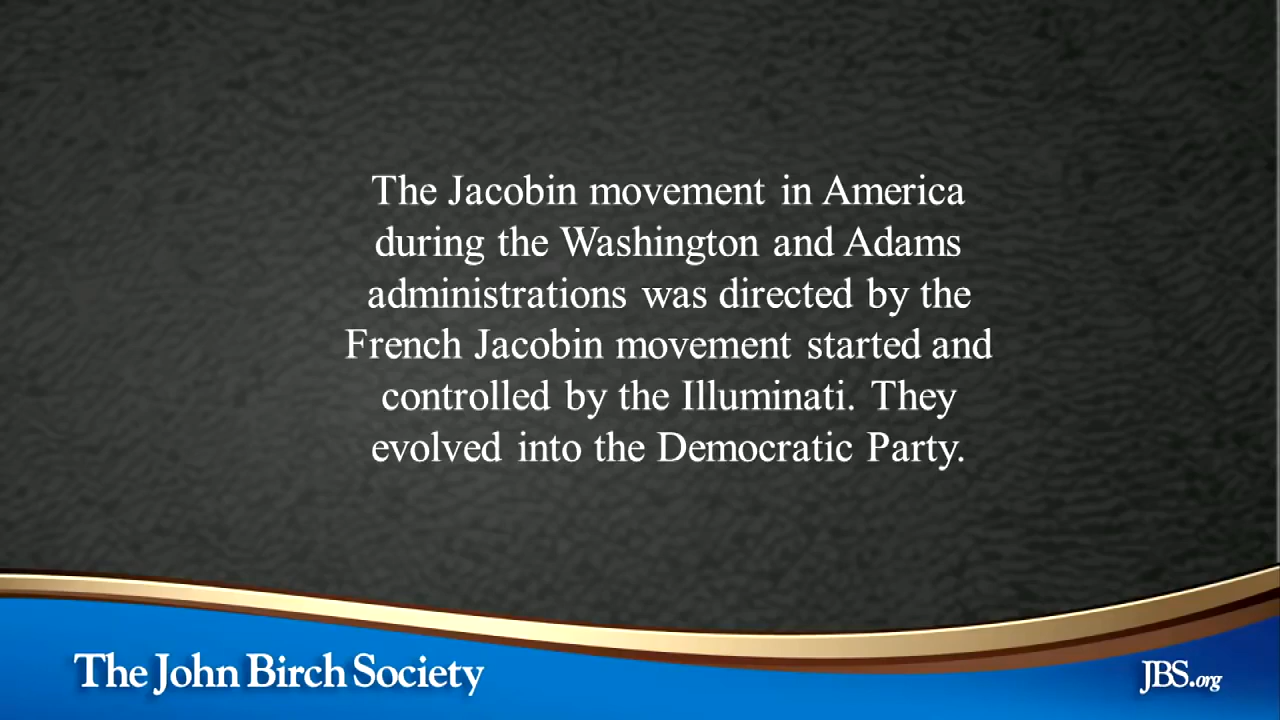 The Jacobin movement in America
during the Washington and Adams
administrations was directed by the
French Jacobin movement started and
controlled by the Illuminati. They
evolved into the Democratic Party.
The John Birch Society
JBS.org